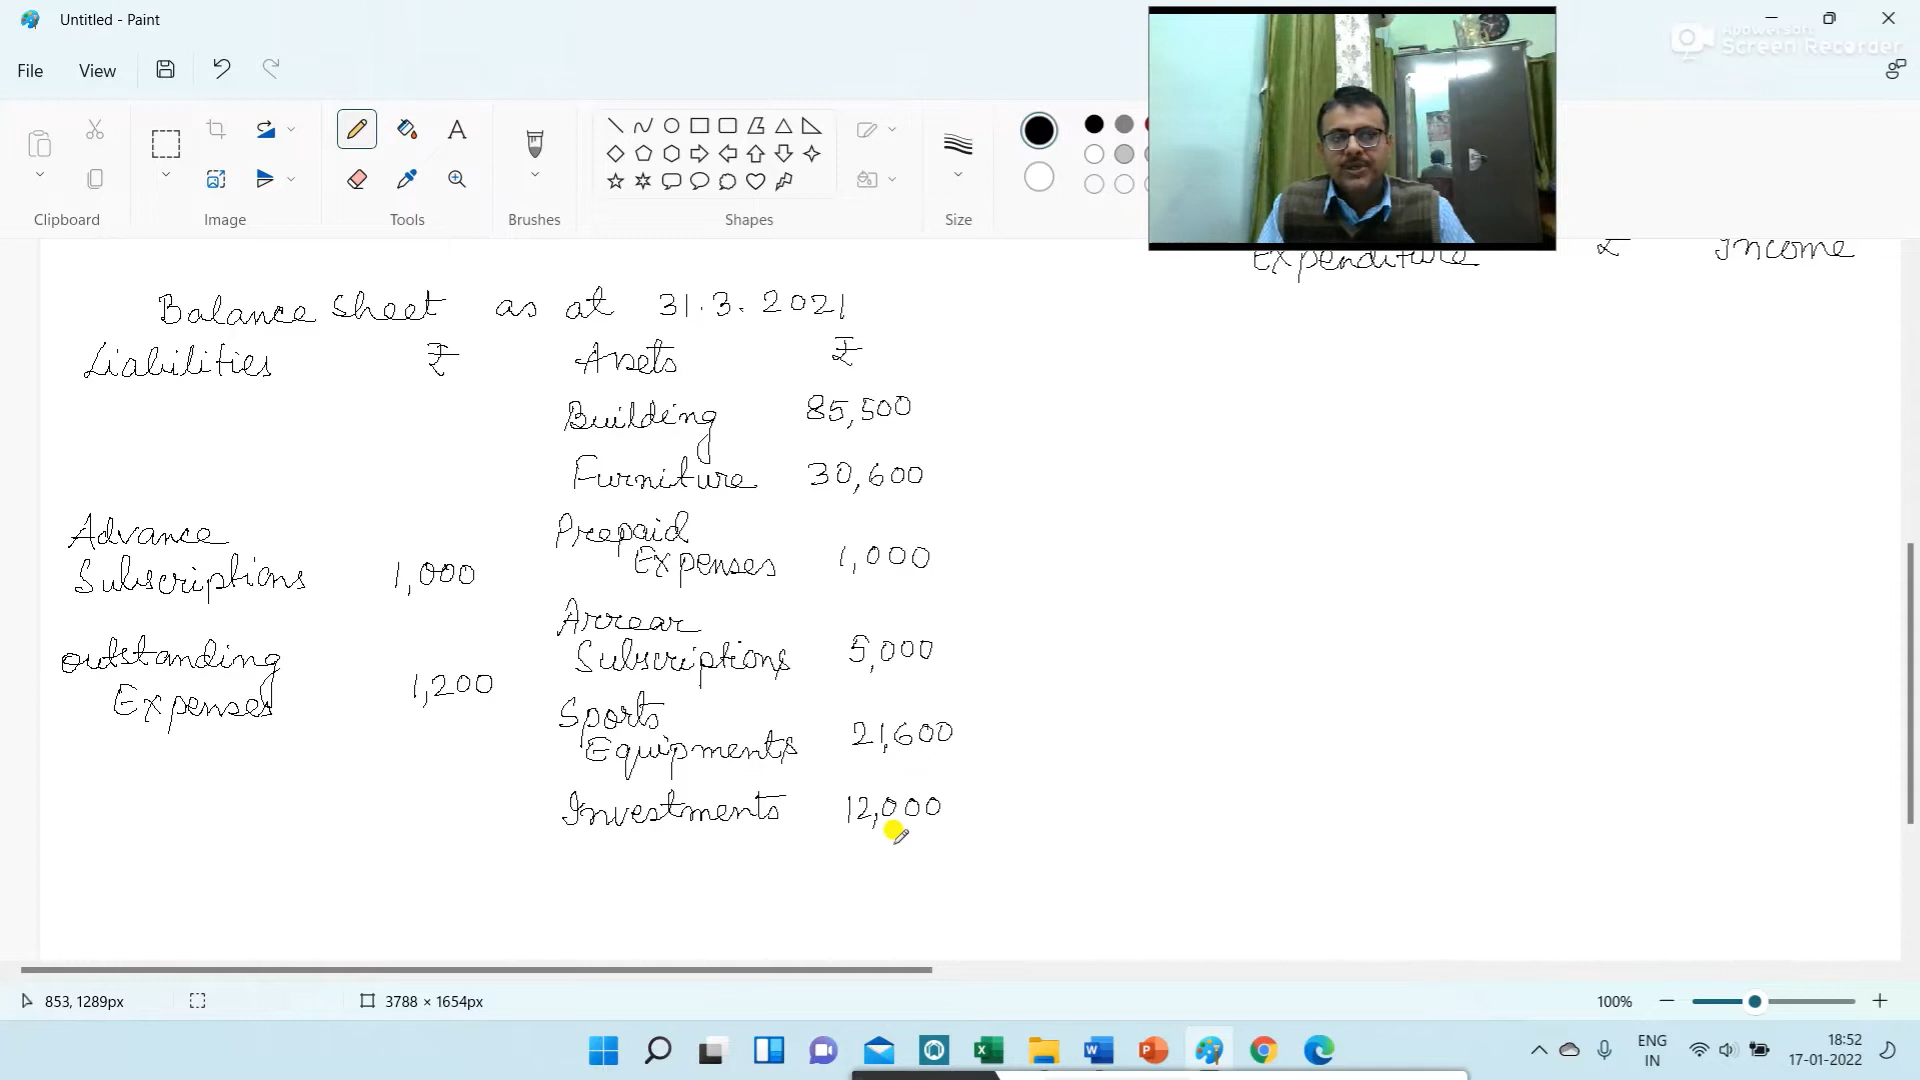 Untitled - Paint
Apowersoft
Screen Recorder
File View
Clipboard Image Tools Brushes Shapes Size
Expenditure ₹ Income
Balance Sheet as at 31.3.2021
Liabilities ₹ Assets ₹
Building 85,500
Furniture 30,600
Advance Prepaid
Subscriptions 1,000 Expenses 1,000
Arrear
Subscriptions 5,000
outstanding
Expenses 1,200
Sports
Equipments 21,600
Investments 12,000
853, 1289px 3788 × 1654px 100%
ENG 18:52
IN 17-01-2022